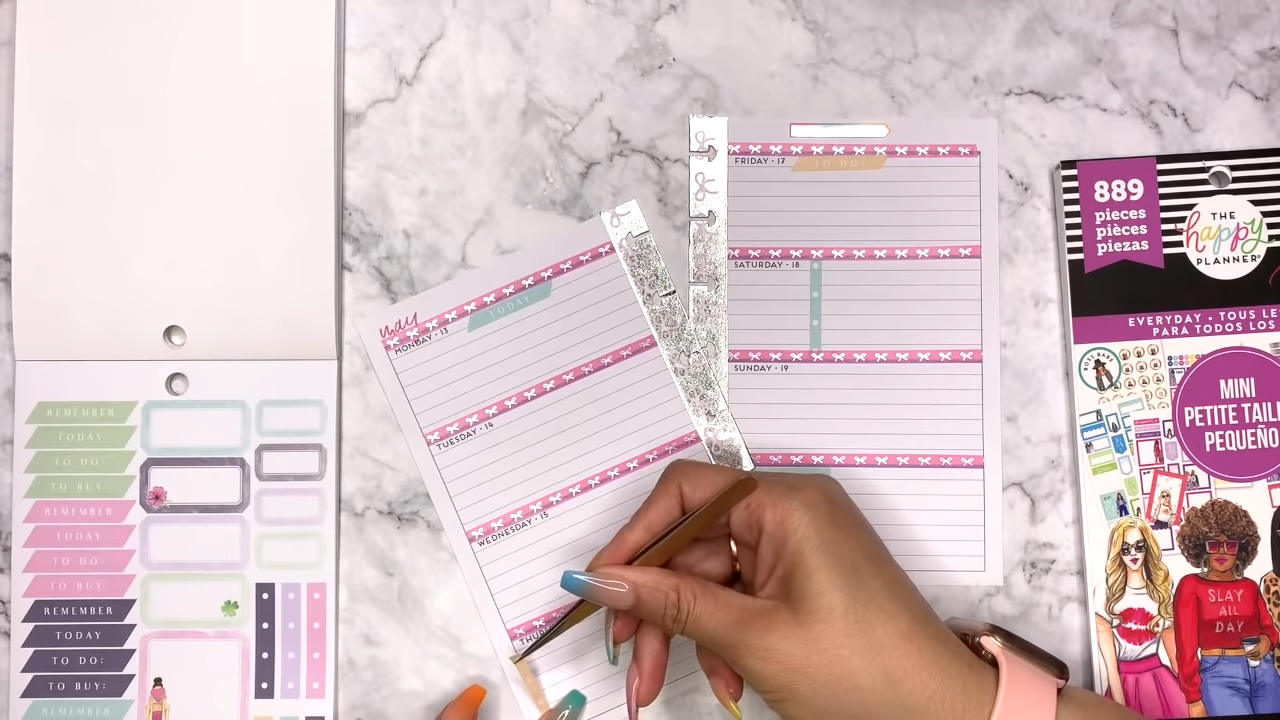 REMEMBER
TODAY
TO DO:
TO BUY:
REMEMBER
TODAY
TO DO:
TO BUY:
REMEMBER
TODAY
TO DO:
TO BUY:
REMEMBER
may
MONDAY • 13
TODAY
TUESDAY • 14
WEDNESDAY • 15
FRIDAY • 17
TO DO:
SATURDAY • 18
SUNDAY • 19
889
pieces
pièces
piezas
THE
happy
PLANNER
EVERYDAY • TOUS LE
PARA TODOS LOS
BOSS BABE
MINI
PETITE TAIL
PEQUEÑO
SLAY
ALL
DAY